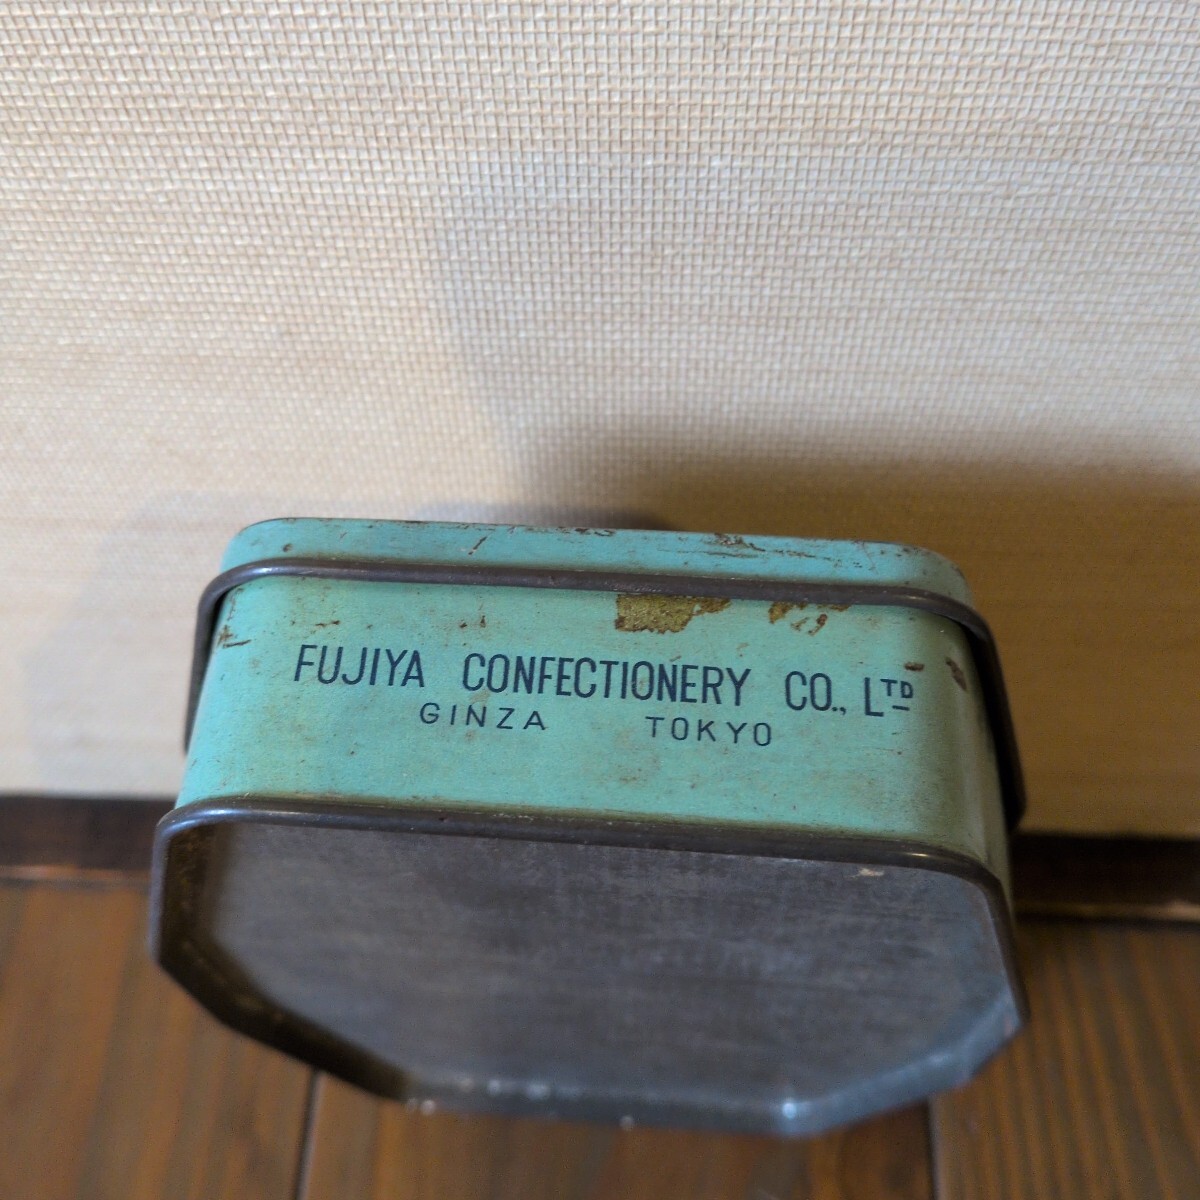 FUJIYA CONFECTIONERY CO., LTD
GINZA TOKYO